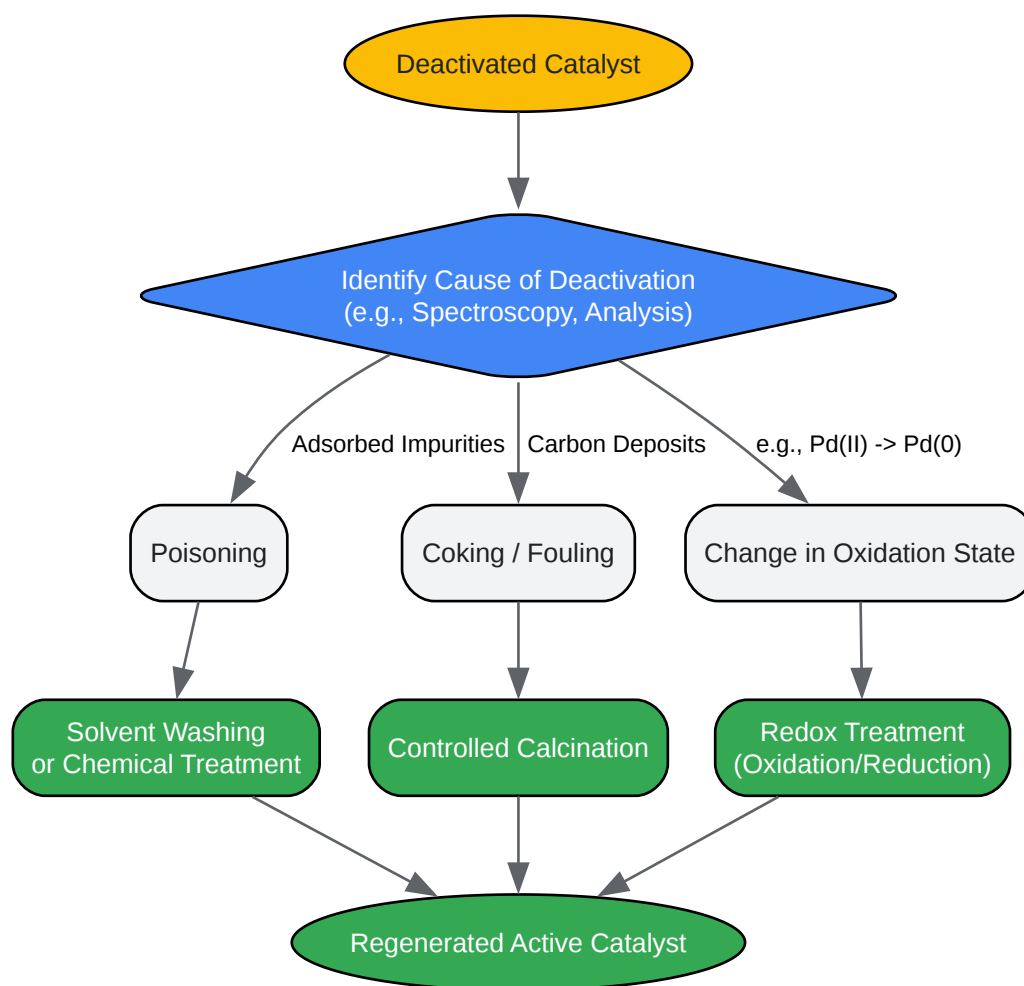 Deactivated Catalyst
Identify Cause of Deactivation
(e.g., Spectroscopy, Analysis)
Adsorbed Impurities
Carbon Deposits
e.g., Pd(II) -> Pd(0)
Poisoning
Coking / Fouling
Change in Oxidation State
Solvent Washing
or Chemical Treatment
Controlled Calcination
Redox Treatment
(Oxidation/Reduction)
Regenerated Active Catalyst